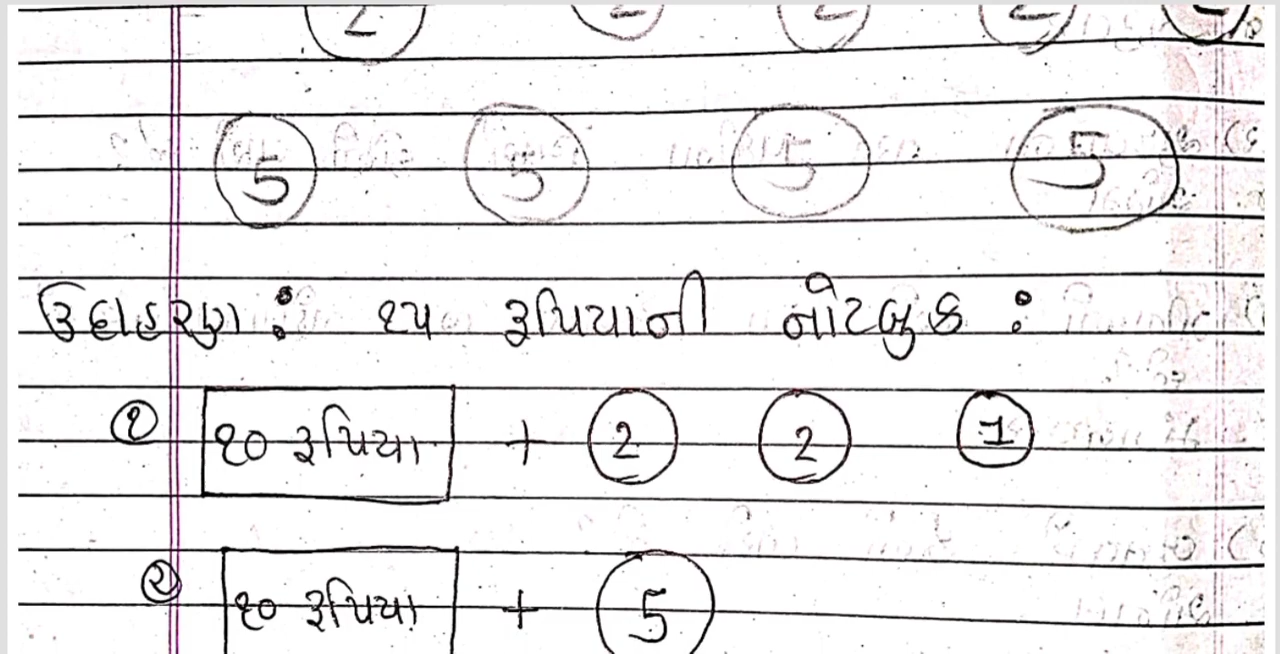 2 2 2 2 2
5 5 5 5
ઉદાહરણ : ૧૫ રૂપિયાની નોટબુક :
૧ ૧૦ રૂપિયા + 2 2 1
૨ ૧૦ રૂપિયા + 5